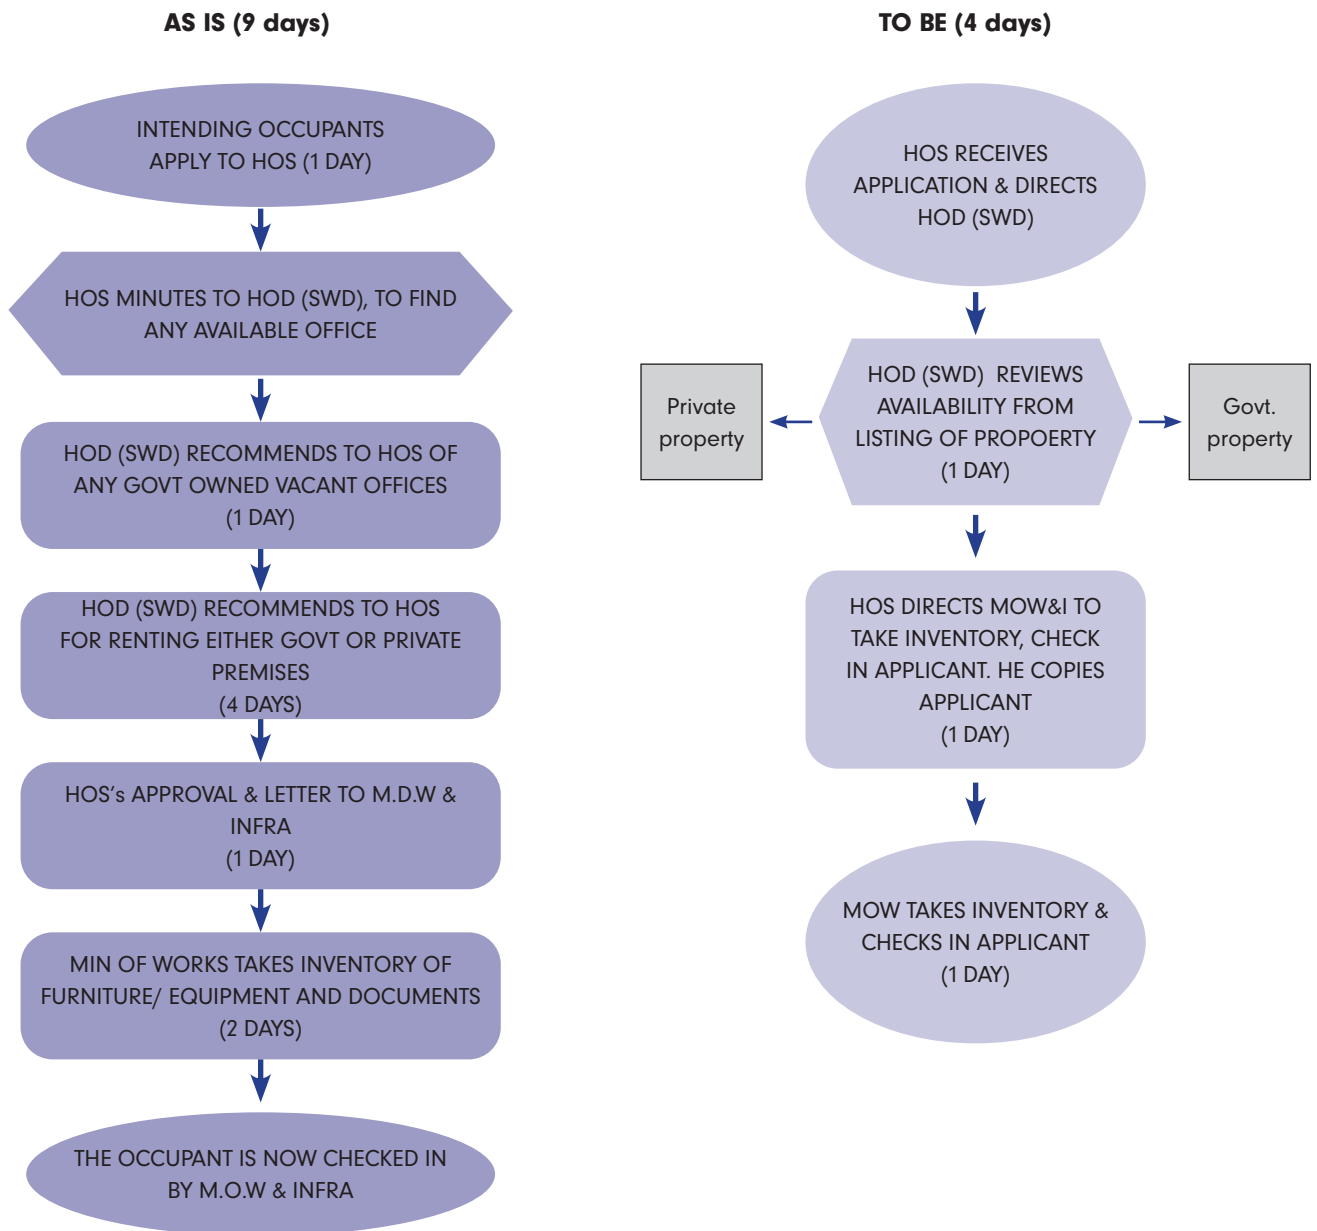 AS IS (9 days)
INTENDING OCCUPANTS
APPLY TO HOS (1 DAY)
HOS MINUTES TO HOD (SWD), TO FIND
ANY AVAILABLE OFFICE
HOD (SWD) RECOMMENDS TO HOS OF
ANY GOVT OWNED VACANT OFFICES
(1 DAY)
HOD (SWD) RECOMMENDS TO HOS
FOR RENTING EITHER GOVT OR PRIVATE
PREMISES
(4 DAYS)
HOS's APPROVAL & LETTER TO M.D.W &
INFRA
(1 DAY)
MIN OF WORKS TAKES INVENTORY OF
FURNITURE/ EQUIPMENT AND DOCUMENTS
(2 DAYS)
THE OCCUPANT IS NOW CHECKED IN
BY M.O.W & INFRA
TO BE (4 days)
HOS RECEIVES
APPLICATION & DIRECTS
HOD (SWD)
HOD (SWD) REVIEWS
AVAILABILITY FROM
LISTING OF PROPOERTY
(1 DAY)
Private
property
Govt.
property
HOS DIRECTS MOW&I TO
TAKE INVENTORY, CHECK
IN APPLICANT. HE COPIES
APPLICANT
(1 DAY)
MOW TAKES INVENTORY &
CHECKS IN APPLICANT
(1 DAY)